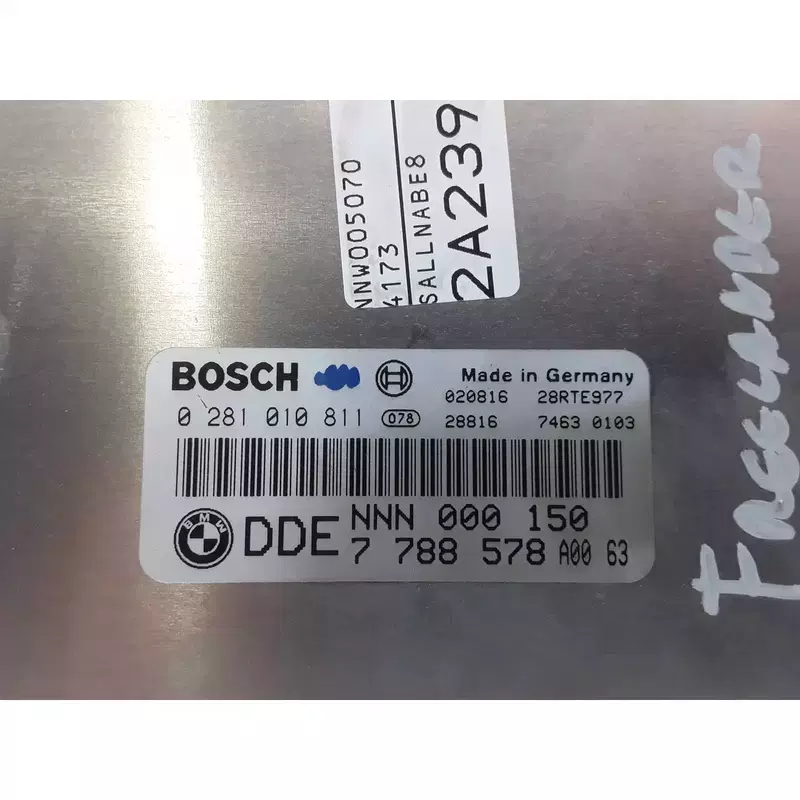 NNW005070
4173
SALLNABE8
2A239
BOSCH
Made in Germany
020816 28RTE977
0 281 010 811 078 28816 7463 0103
BMW
DDE NNN 000 150
7 788 578 A00 63
FREELANDER